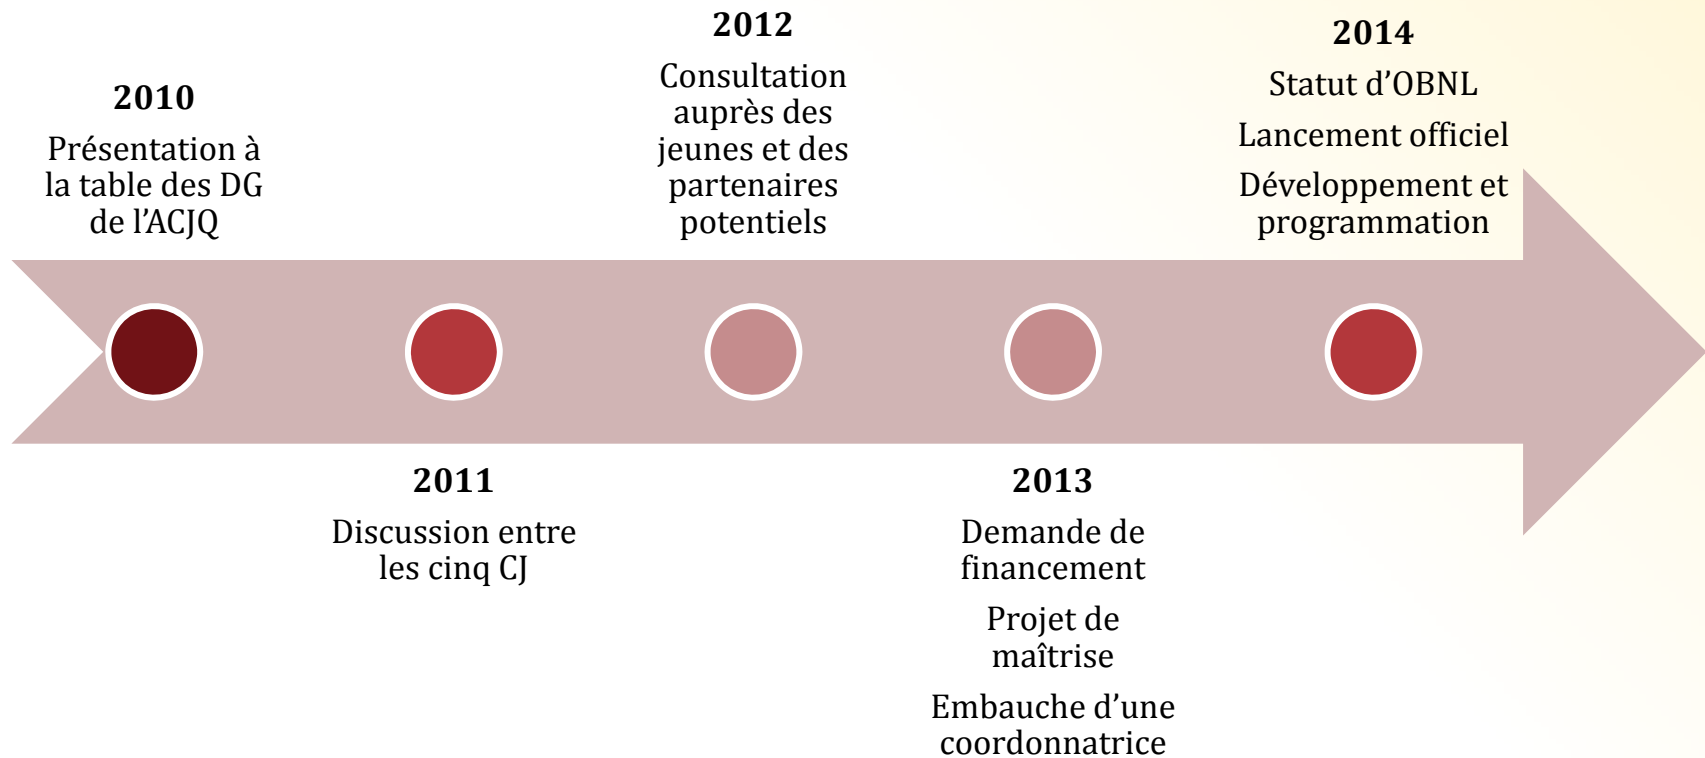 2010
Présentation à
la table des DG
de l’ACJQ
2011
Discussion entre
les cinq CJ
2012
Consultation
auprès des
jeunes et des
partenaires
potentiels
2013
Demande de
financement
Projet de
maîtrise
Embauche d’une
coordonnatrice
2014
Statut d’OBNL
Lancement officiel
Développement et
programmation